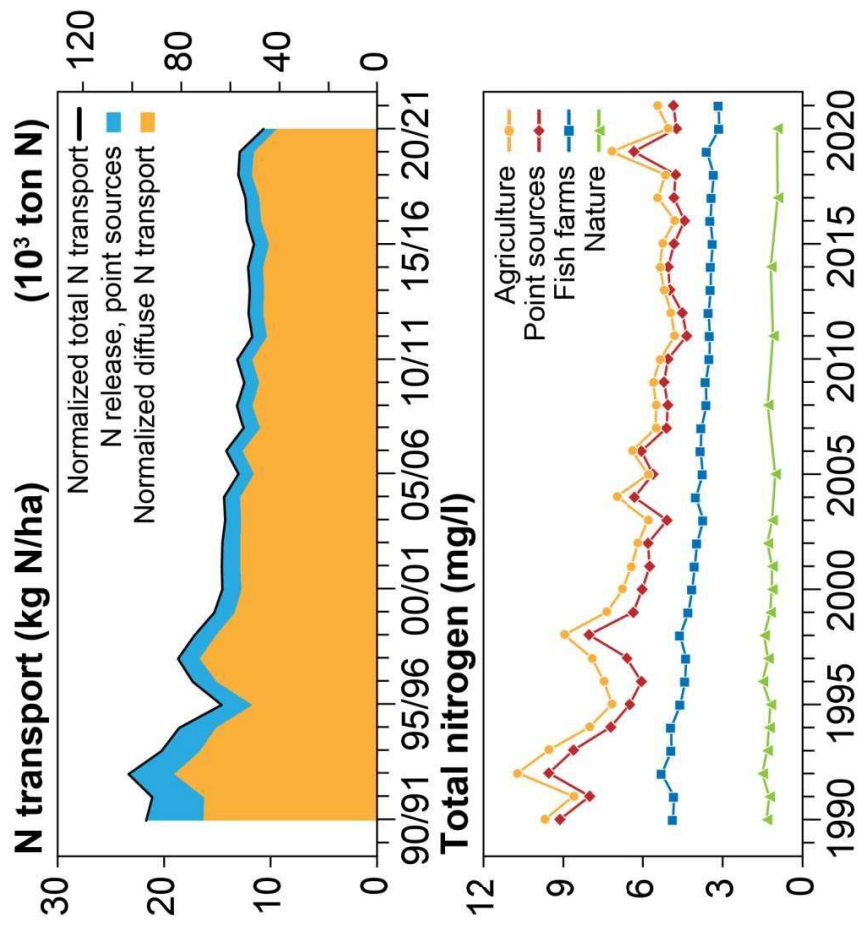 N transport (kg N/ha) (10³ ton N)
30
20
10
0
120
80
40
0
Normalized total N transport
N release, point sources
Normalized diffuse N transport
90/91 95/96 00/01 05/06 10/11 15/16 20/21
Total nitrogen (mg/l)
12
9
6
3
0
Agriculture
Point sources
Fish farms
Nature
1990 1995 2000 2005 2010 2015 2020